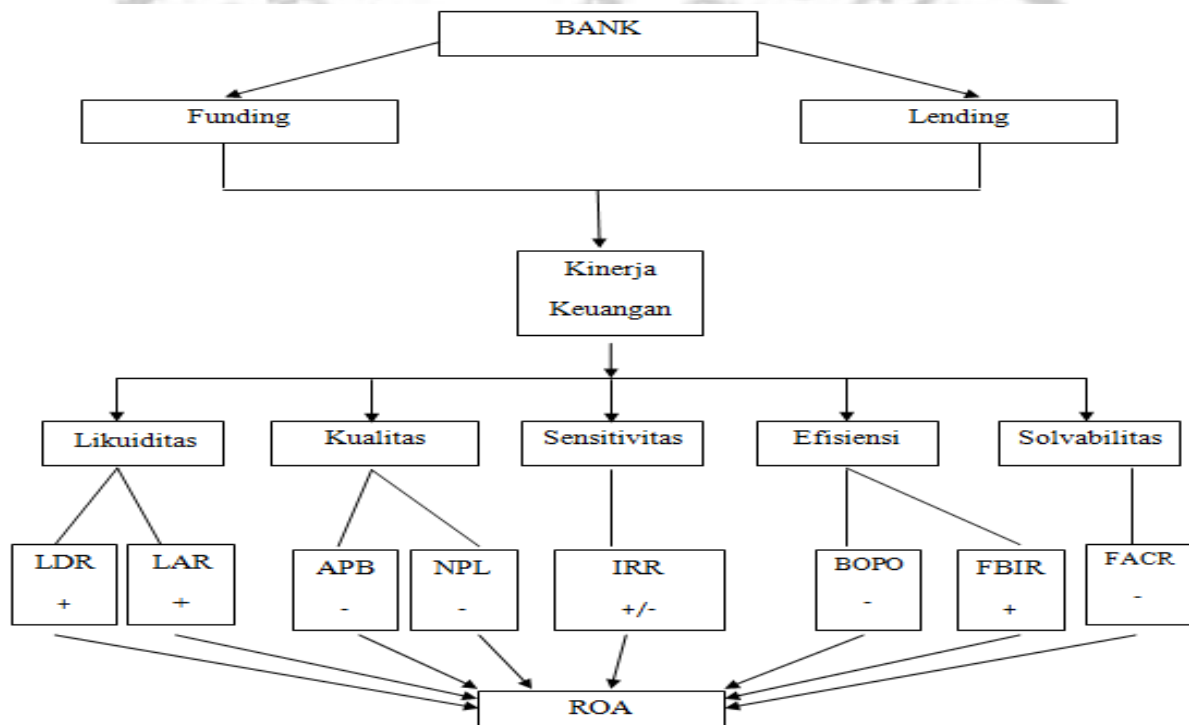 BANK
Funding
Lending
Kinerja
Keuangan
Likuiditas
Kualitas
Sensitivitas
Efisiensi
Solvabilitas
LDR
+
LAR
+
APB
-
NPL
-
IRR
+/-
BOPO
-
FBIR
+
FACR
-
ROA